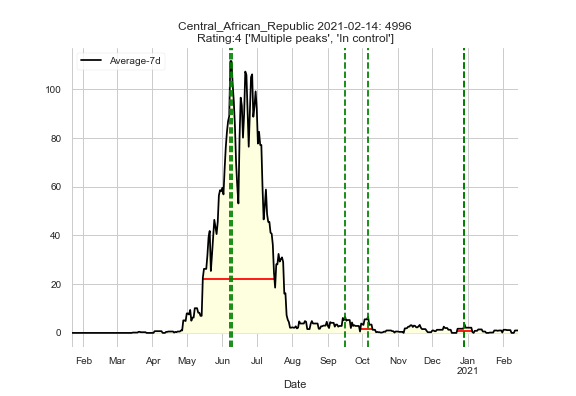 Central_African_Republic 2021-02-14: 4996
Rating:4 ['Multiple peaks', 'In control']
Average-7d
100
80
60
40
20
0
Feb Mar Apr May Jun Jul Aug Sep Oct Nov Dec Jan Feb
2021
Date